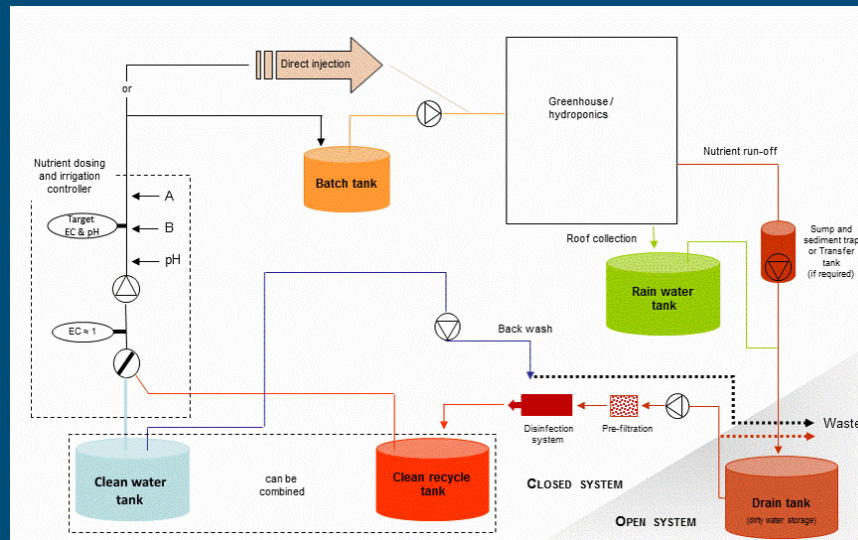 Direct injection
or
Greenhouse /
hydroponics
Nutrient run-off
Nutrient dosing
and irrigation
controller
Batch tank
A
Target
EC & pH
B
Roof collection
Sump and
sediment trap
or Transfer
tank
(if required)
pH
Rain water
tank
EC ≈ 1
Back wash
Waste
Disinfection
system
Pre-filtration
Clean water
tank
can be
combined
Clean recycle
tank
CLOSED SYSTEM
Drain tank
(dirty water storage)
OPEN SYSTEM